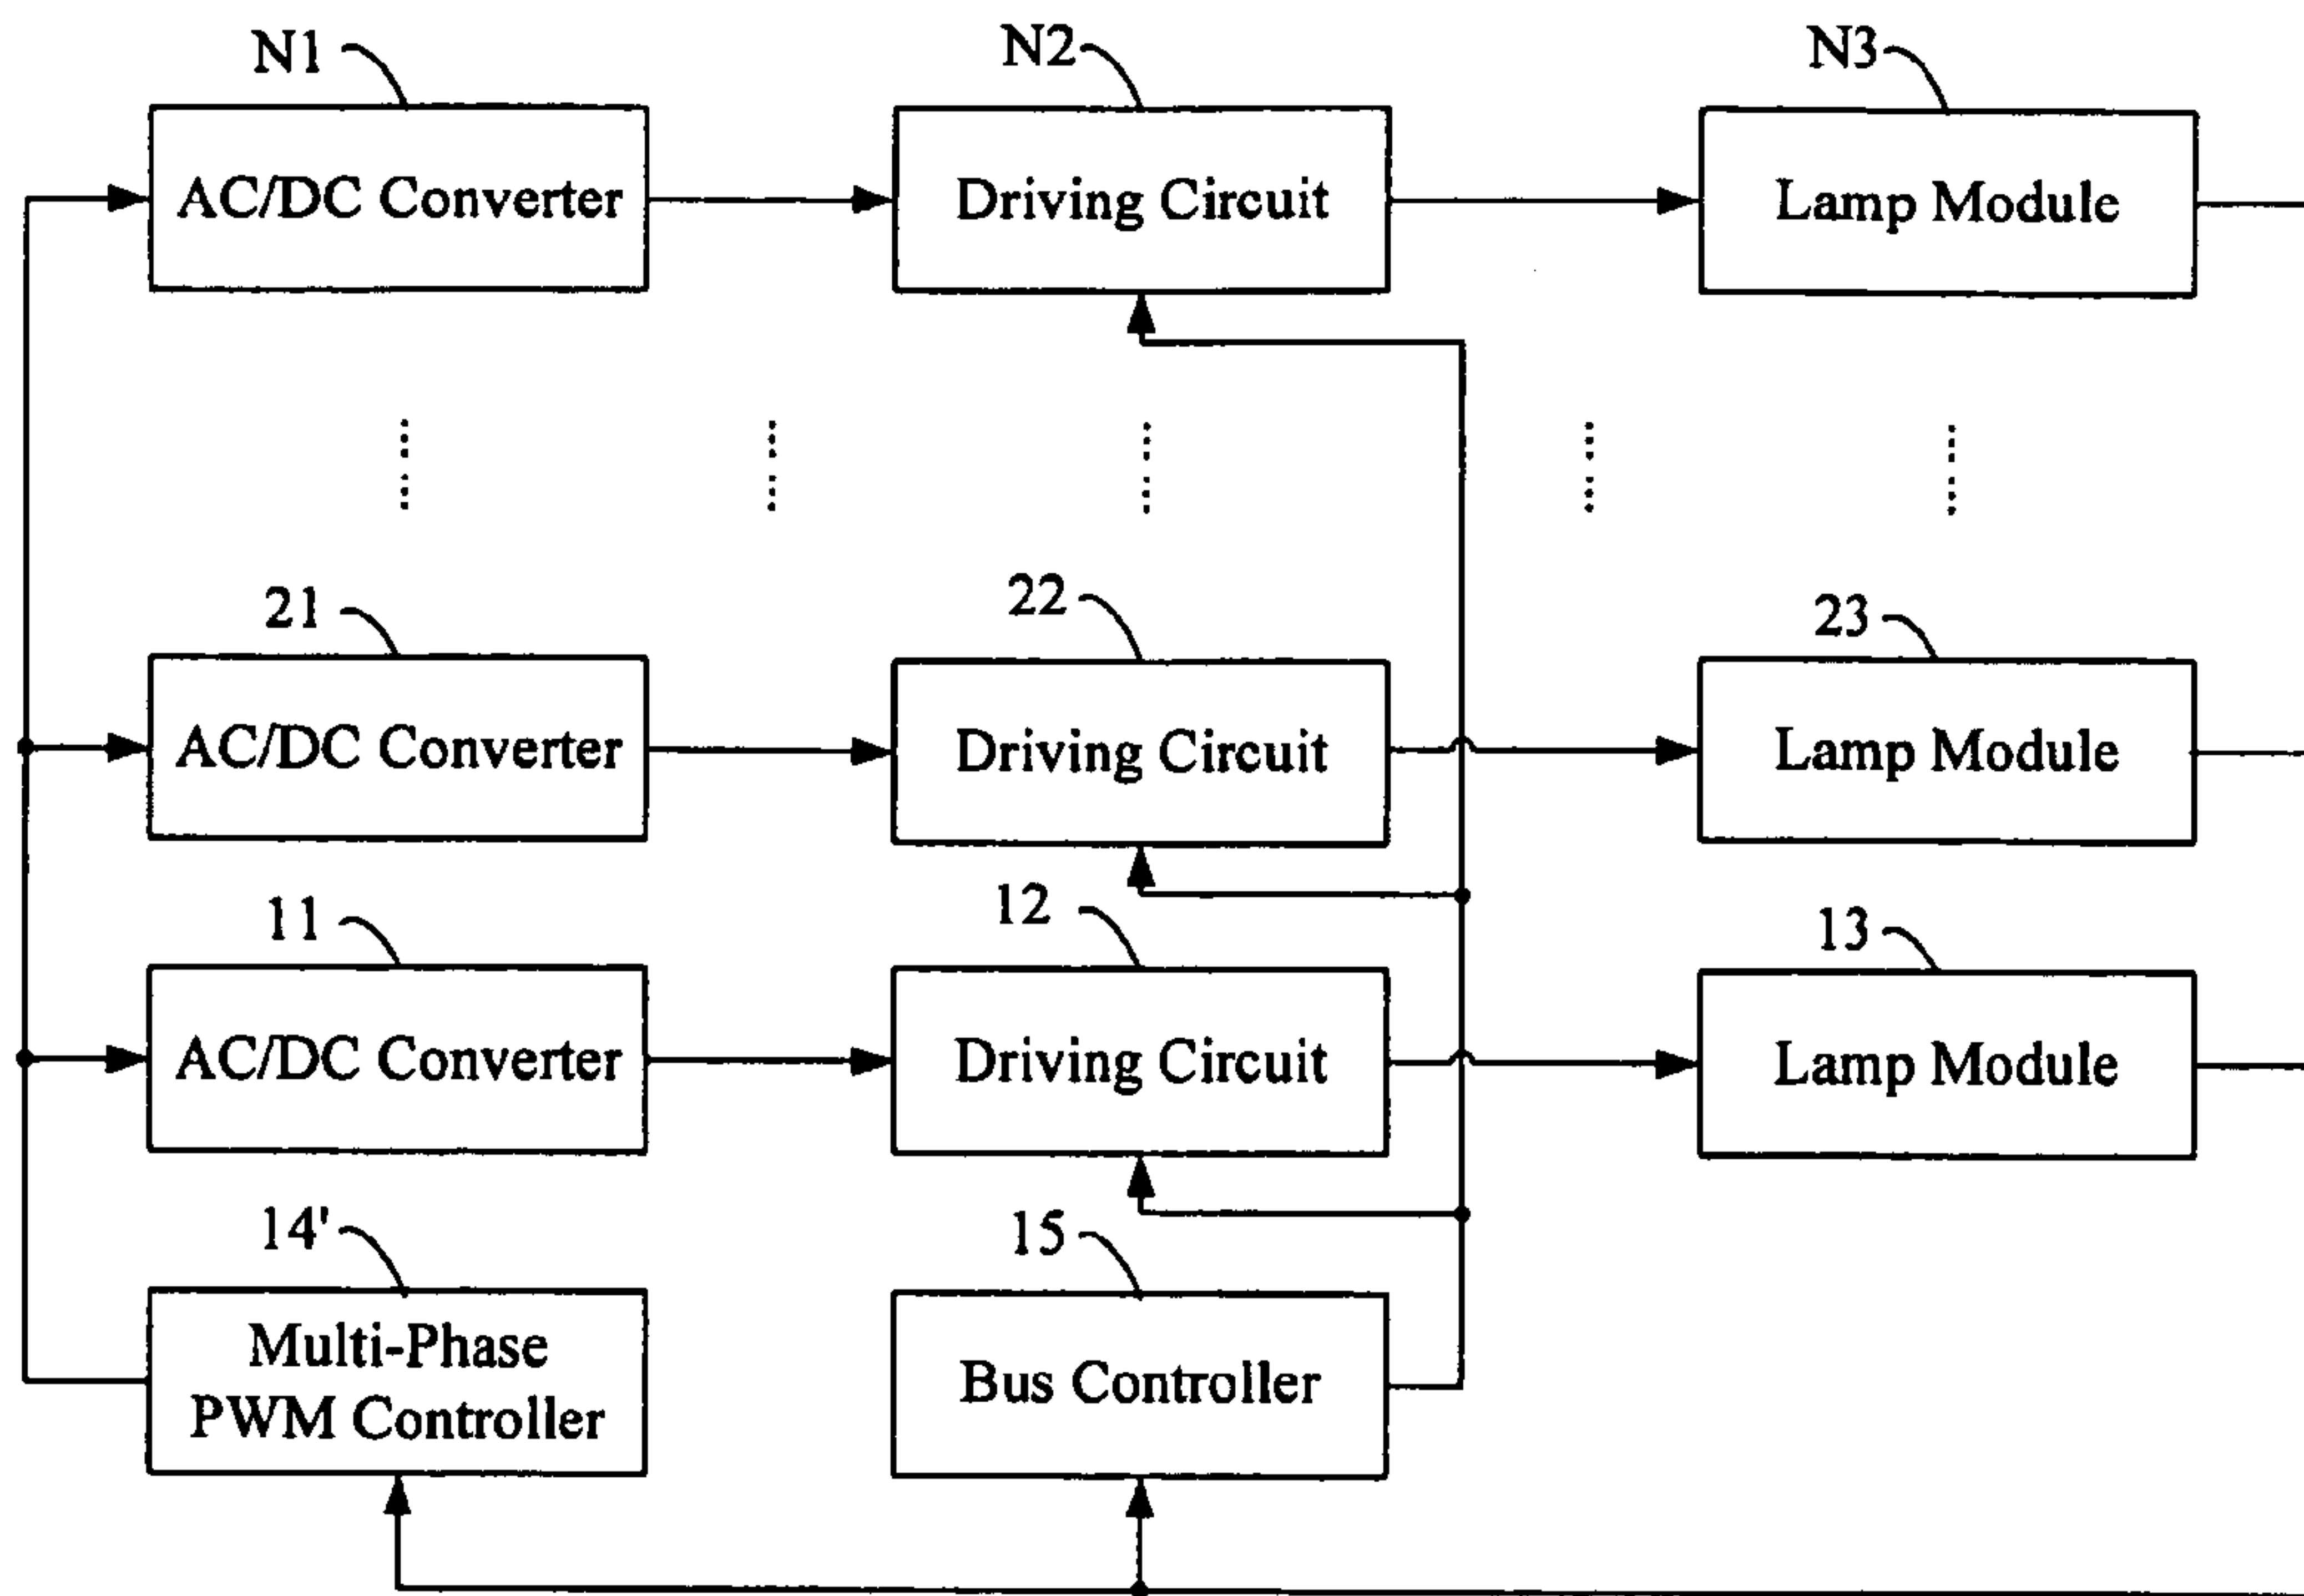 N1 N2 N3
AC/DC Converter Driving Circuit Lamp Module
21 22 23
AC/DC Converter Driving Circuit Lamp Module
11 12 13
AC/DC Converter Driving Circuit Lamp Module
14' 15
Multi-Phase
PWM Controller
Bus Controller